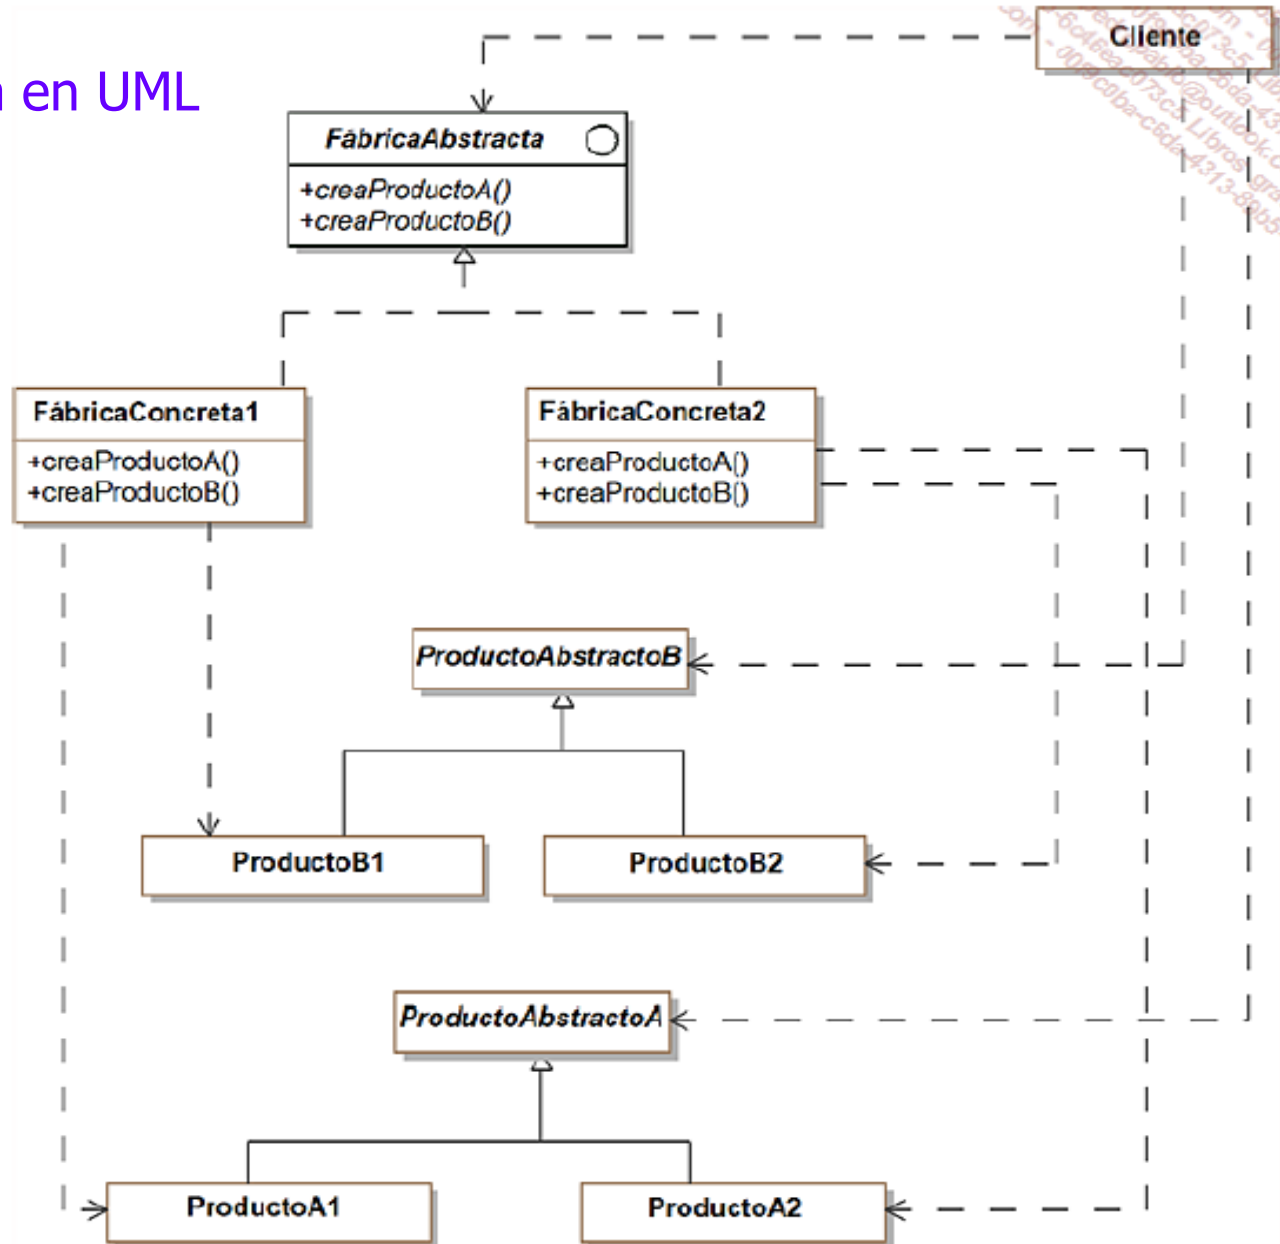 en UML
Cliente
FábricaAbstracta
+creaProductoA()
+creaProductoB()
FábricaConcreta1
+creaProductoA()
+creaProductoB()
FábricaConcreta2
+creaProductoA()
+creaProductoB()
ProductoAbstractoB
ProductoB1
ProductoB2
ProductoAbstractoA
ProductoA1
ProductoA2